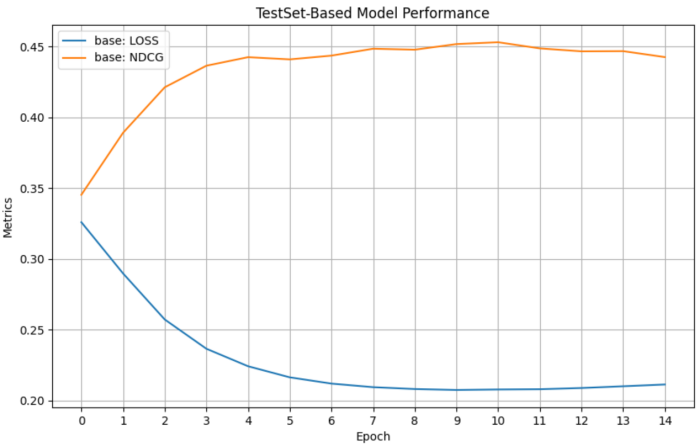 TestSet-Based Model Performance
base: LOSS
base: NDCG
0.45
0.40
0.35
0.30
0.25
0.20
Metrics
0 1 2 3 4 5 6 7 8 9 10 11 12 13 14
Epoch